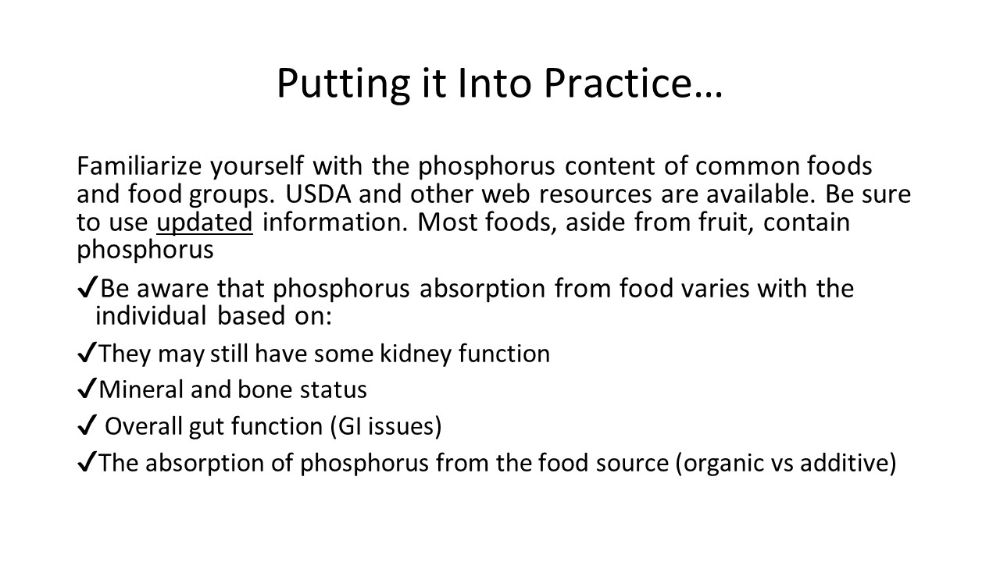 Putting it Into Practice…
Familiarize yourself with the phosphorus content of common foods
and food groups. USDA and other web resources are available. Be sure
to use updated information. Most foods, aside from fruit, contain
phosphorus
✓Be aware that phosphorus absorption from food varies with the
individual based on:
✓They may still have some kidney function
✓Mineral and bone status
✓ Overall gut function (GI issues)
✓The absorption of phosphorus from the food source (organic vs additive)